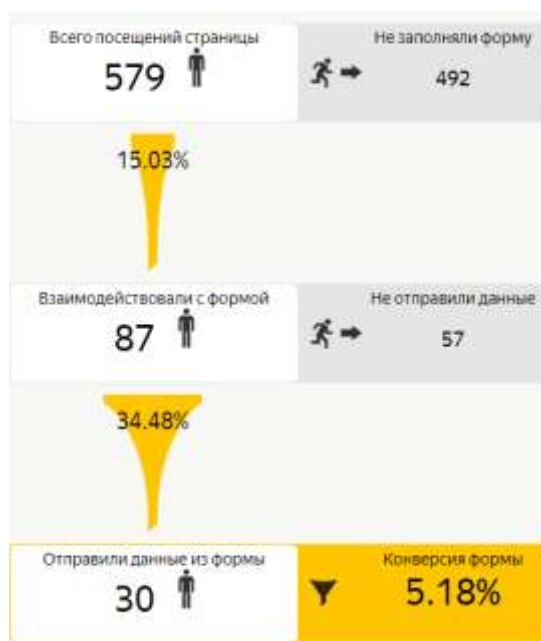 Всего посещений страницы
579
Не заполняли форму
492
15.03%
Взаимодействовали с формой
87
Не отправили данные
57
34.48%
Отправили данные из формы
30
Конверсия формы
5.18%